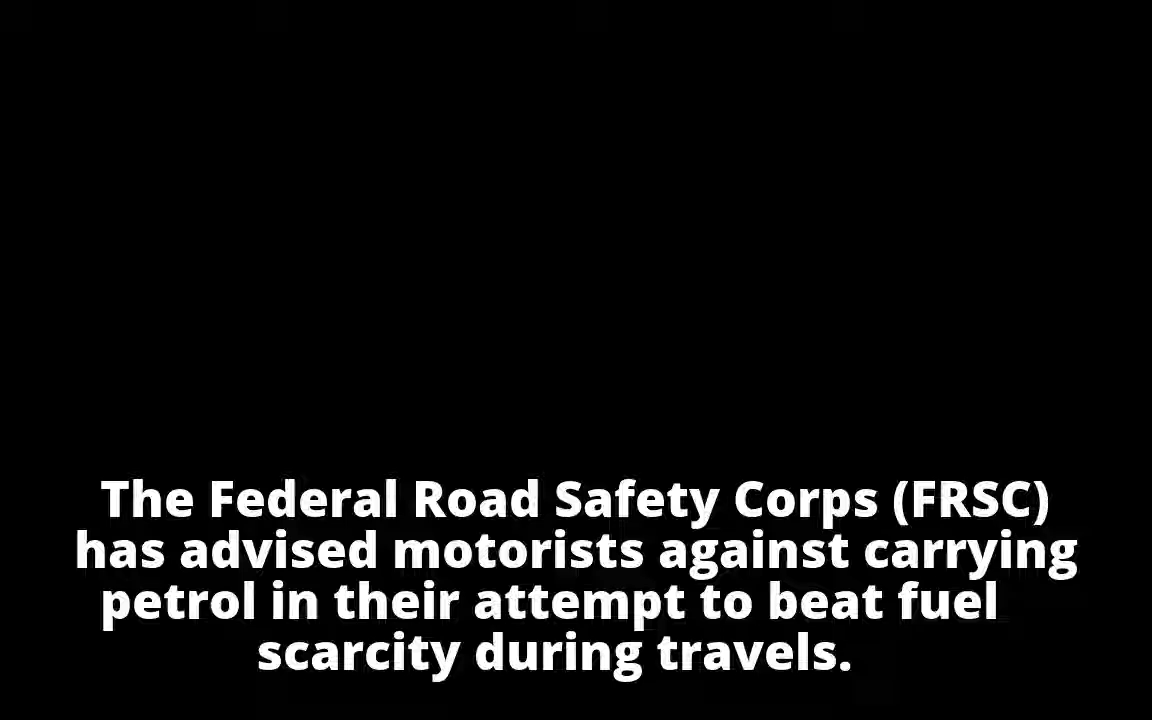 The Federal Road Safety Corps (FRSC)
has advised motorists against carrying
petrol in their attempt to beat fuel
scarcity during travels.